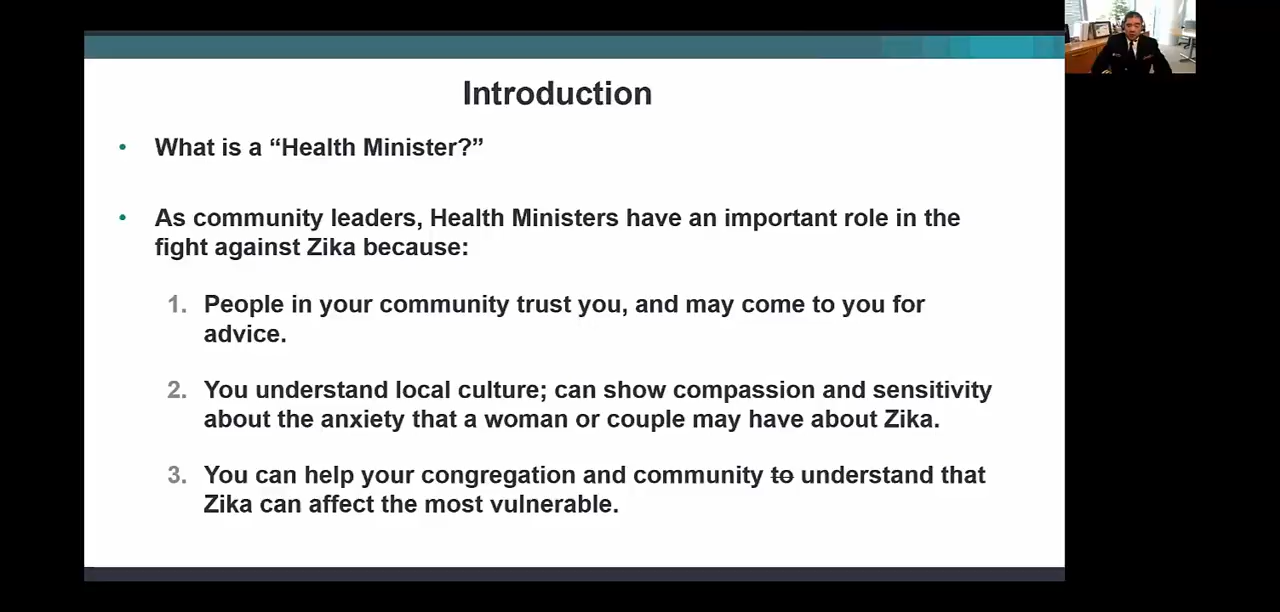 Introduction
• What is a “Health Minister?”
• As community leaders, Health Ministers have an important role in the
fight against Zika because:
1. People in your community trust you, and may come to you for
advice.
2. You understand local culture; can show compassion and sensitivity
about the anxiety that a woman or couple may have about Zika.
3. You can help your congregation and community to understand that
Zika can affect the most vulnerable.